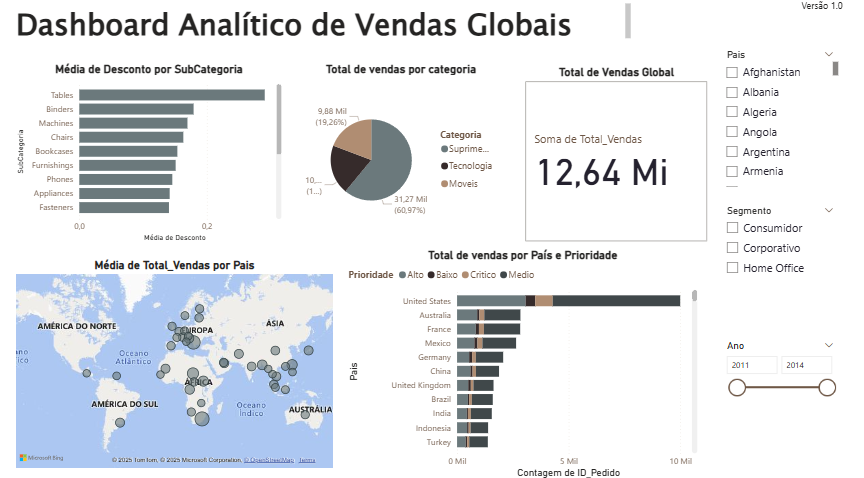 Dashboard Analítico de Vendas Globais
Versão 1.0
Média de Desconto por SubCategoria
SubCategoria
Tables
Binders
Machines
Chairs
Bookcases
Furnishings
Phones
Appliances
Fasteners
0,0 0,2
Média de Desconto
Total de vendas por categoria
9,88 Mil
(19,26%)
10,...
(1...)
31,27 Mil
(60,97%)
Categoria
Suprime...
Tecnologia
Moveis
Total de Vendas Global
Soma de Total_Vendas
12,64 Mi
Pais
Afghanistan
Albania
Algeria
Angola
Argentina
Armenia
Segmento
Consumidor
Corporativo
Home Office
Ano
2011 2014
Média de Total_Vendas por Pais
AMÉRICA DO NORTE
EUROPA
ÁSIA
Oceano
Atlântico
ÁFRICA
AMÉRICA DO SUL
Oceano
Índico
AUSTRÁLIA
Microsoft Bing
© 2025 TomTom, © 2025 Microsoft Corporation, © OpenStreetMap Terms
Total de vendas por País e Prioridade
Prioridade Alto Baixo Critico Medio
Pais
United States
Australia
France
Mexico
Germany
China
United Kingdom
Brazil
India
Indonesia
Turkey
0 Mil 5 Mil 10 Mil
Contagem de ID_Pedido